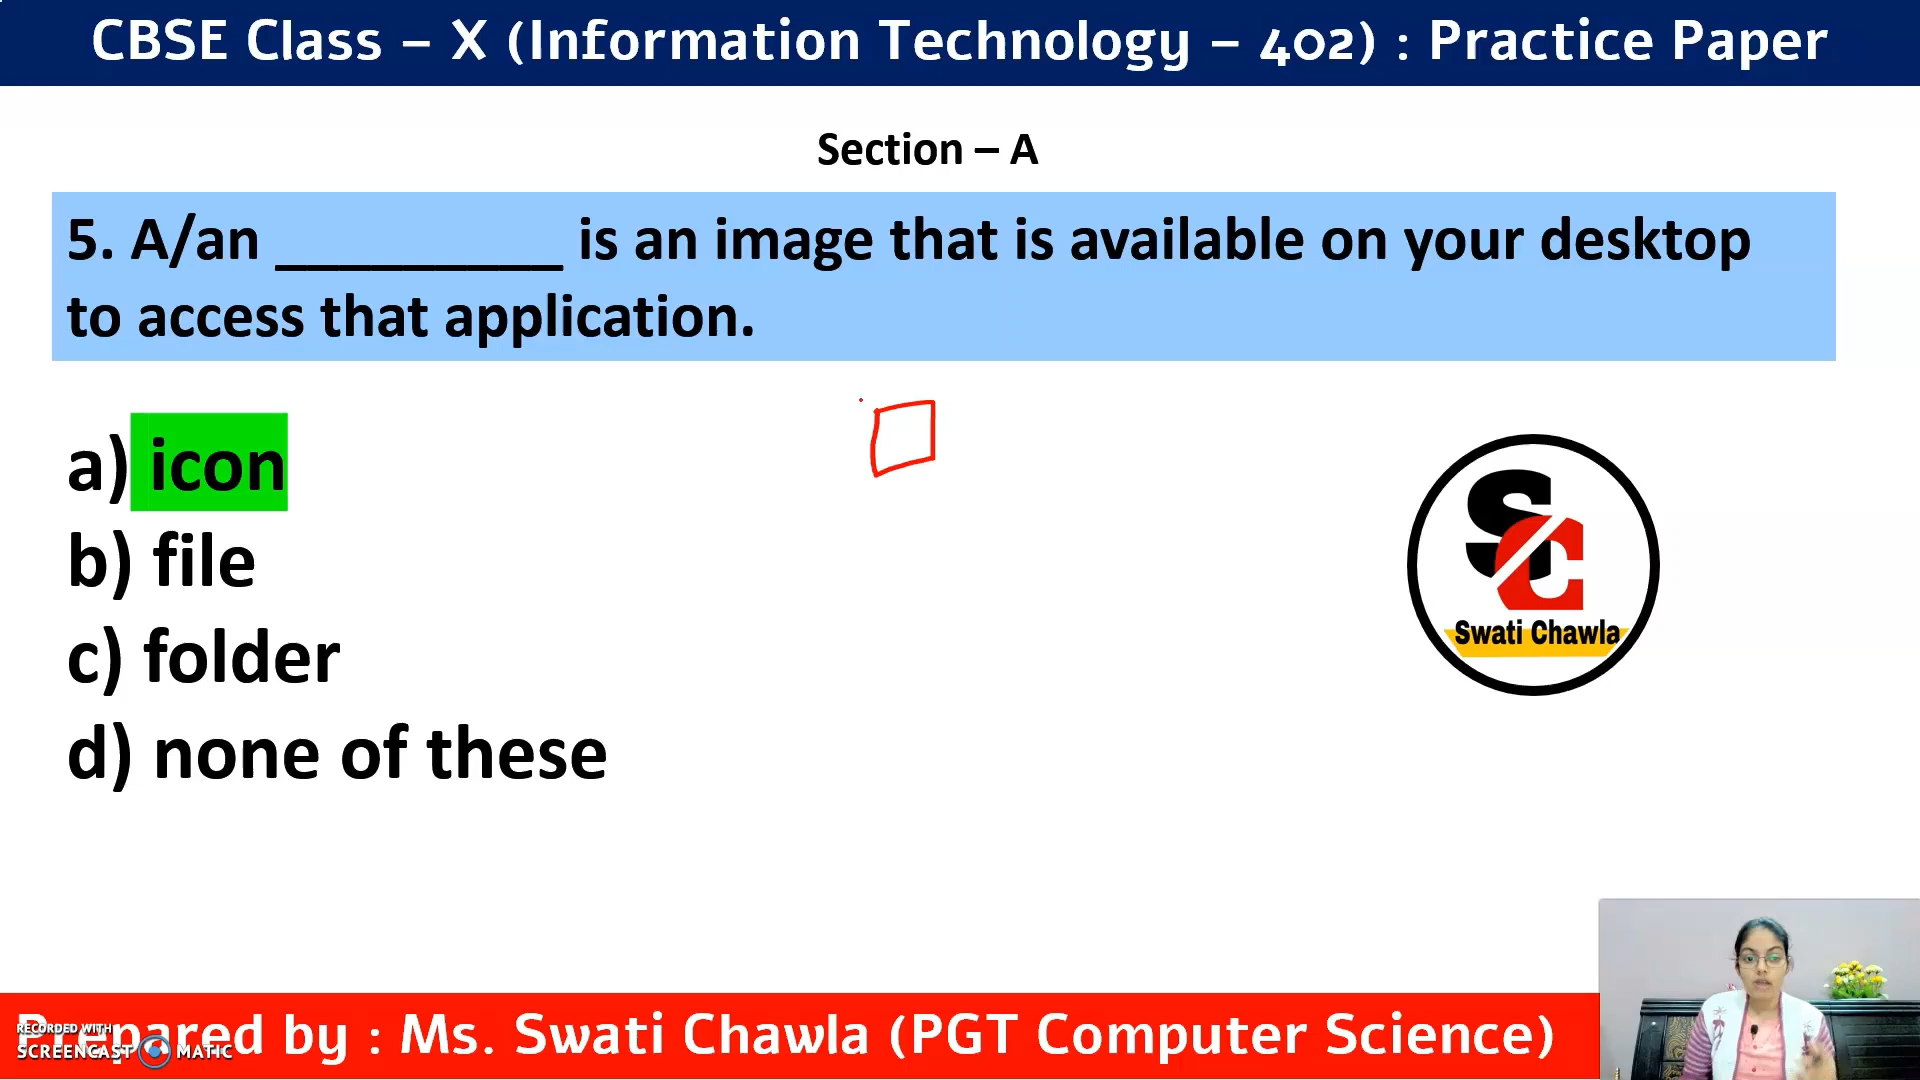 CBSE Class – X (Information Technology – 402) : Practice Paper
Section – A
5. A/an _________ is an image that is available on your desktop
to access that application.
a) icon
b) file
c) folder
d) none of these
SC
Swati Chawla
Prepared by : Ms. Swati Chawla (PGT Computer Science)
RECORDED WITH
SCREENCAST MATIC